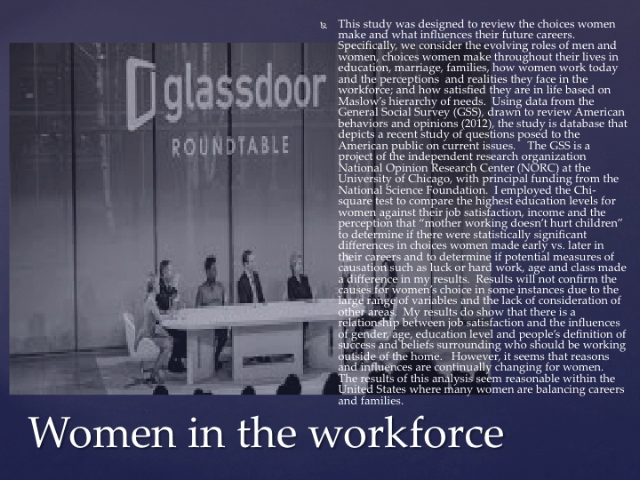 This study was designed to review the choices women
make and what influences their future careers.
Specifically, we consider the evolving roles of men and
women, choices women make throughout their lives in
education, marriage, families, how women work today
and the perceptions and realities they face in the
workforce; and how satisfied they are in life based on
Maslow's hierarchy of needs. Using data from the
General Social Survey (GSS), drawn to review American
behaviors and opinions (2012), the study is database that
depicts a recent study of questions posed to the
American public on current issues. The GSS is a
project of the independent research organization
National Opinion Research Center (NORC) at the
University of Chicago, with principal funding from the
National Science Foundation. I employed the Chi-
square test to compare the highest education levels for
women against their job satisfaction, income and the
perception that "mother working doesn't hurt children"
to determine if there were statistically significant
differences in choices women made early vs. later in
their careers and to determine if potential measures of
causation such as luck or hard work, age and class made
a difference in my results. Results will not confirm the
causes for women's choice in some instances due to the
large range of variables and the lack of consideration of
other areas. My results do show that there is a
relationship between job satisfaction and the influences
of gender, age, education level and people's definition of
success and beliefs surrounding who should be working
outside of the home. However, it seems that reasons
and influences are continually changing for women.
The results of this analysis seem reasonable within the
United States where many women are balancing careers
and families.
glassdoor
ROUNDTABLE
Women in the workforce